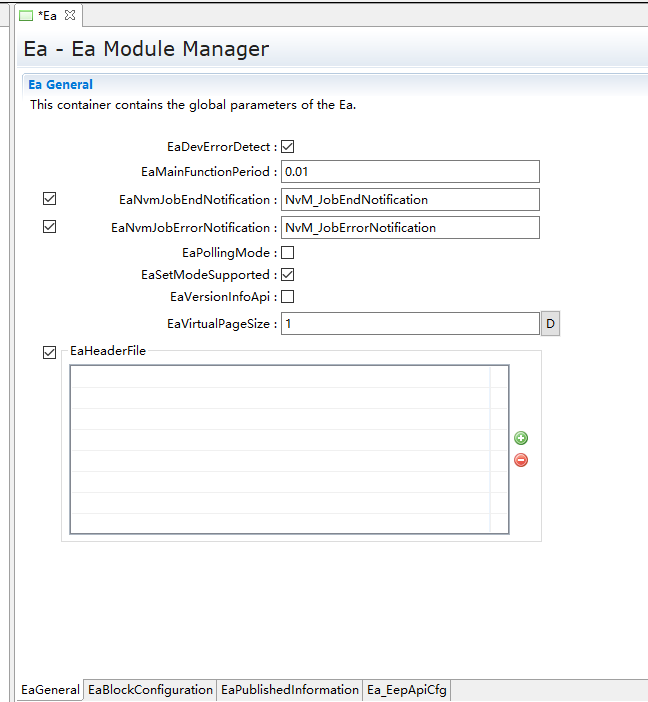 *Ea
Ea - Ea Module Manager
Ea General
This container contains the global parameters of the Ea.
EaDevErrorDetect :
EaMainFunctionPeriod : 0.01
EaNvmJobEndNotification : NvM_JobEndNotification
EaNvmJobErrorNotification : NvM_JobErrorNotification
EaPollingMode :
EaSetModeSupported :
EaVersionInfoApi :
EaVirtualPageSize : 1 D
EaHeaderFile
EaGeneral EaBlockConfiguration EaPublishedInformation Ea_EepApiCfg